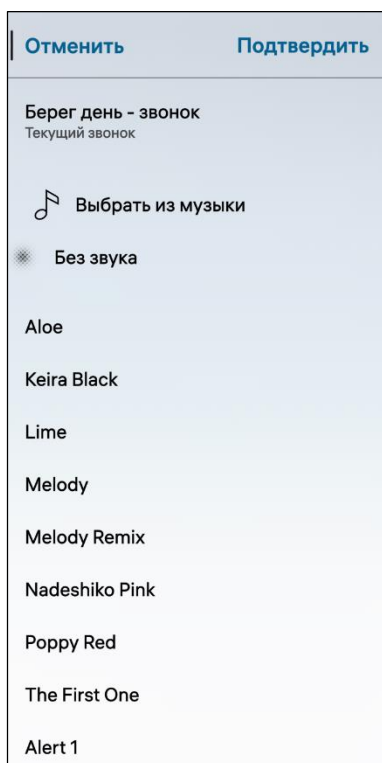 Отменить Подтвердить
Берег день - звонок
Текущий звонок
Выбрать из музыки
Без звука
Aloe
Keira Black
Lime
Melody
Melody Remix
Nadeshiko Pink
Poppy Red
The First One
Alert 1